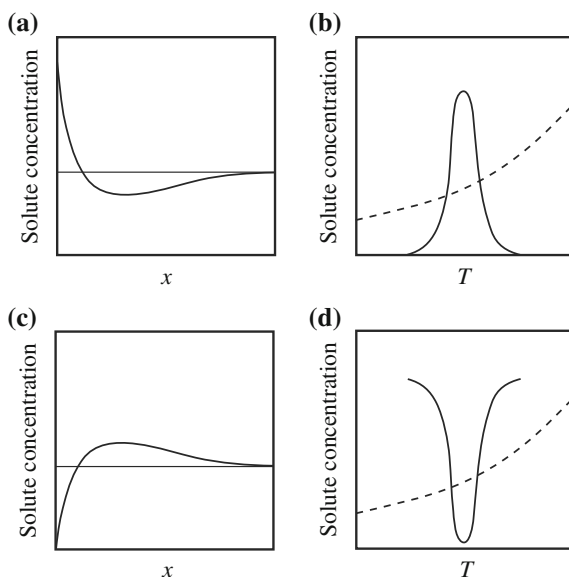 (a)
Solute concentration
x
(b)
Solute concentration
T
(c)
Solute concentration
x
(d)
Solute concentration
T